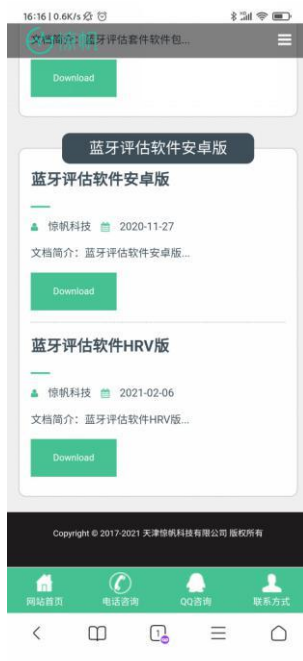 16:16 | 0.6K/s
惊帆
文档简介：蓝牙评估套件软件包...
Download
蓝牙评估软件安卓版
蓝牙评估软件安卓版
惊帆科技 2020-11-27
文档简介：蓝牙评估软件安卓版...
Download
蓝牙评估软件HRV版
惊帆科技 2021-02-06
文档简介：蓝牙评估软件HRV版...
Download
Copyright © 2017-2021 天津惊帆科技有限公司 版权所有
网站首页 电话咨询 QQ咨询 联系方式
1